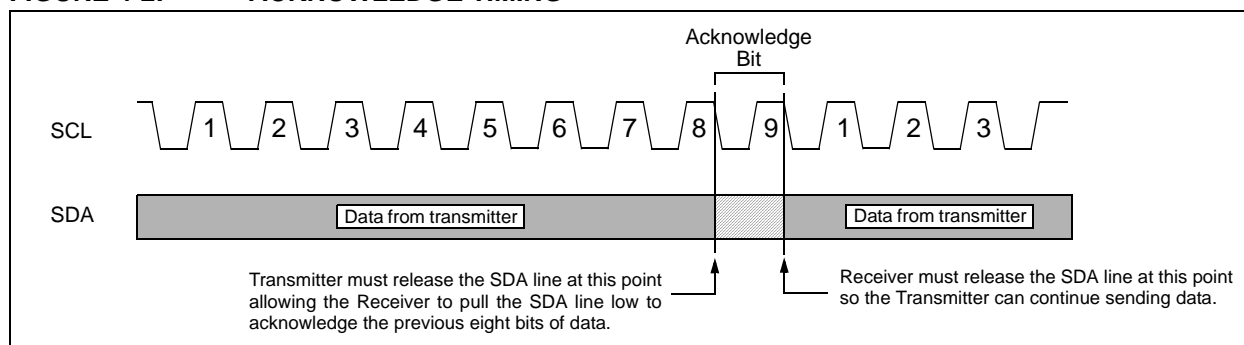 Acknowledge
Bit
SCL 1 2 3 4 5 6 7 8 9 1 2 3
SDA Data from transmitter Data from transmitter
Transmitter must release the SDA line at this point
allowing the Receiver to pull the SDA line low to
acknowledge the previous eight bits of data.
Receiver must release the SDA line at this point
so the Transmitter can continue sending data.